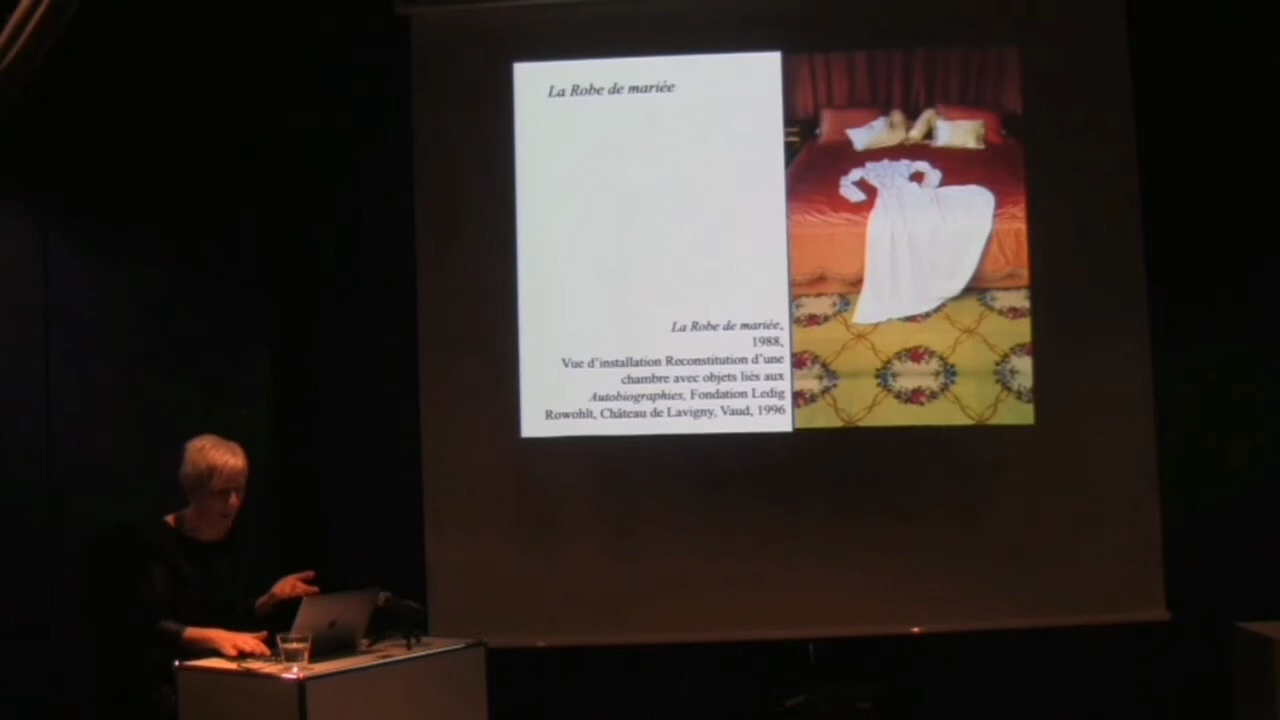 La Robe de mariée
La Robe de mariée,
1988,
Vue d'installation Reconstitution d'une
chambre avec objets liés aux
Autobiographies, Fondation Ledig
Rowohlt, Château de Lavigny, Vaud, 1996